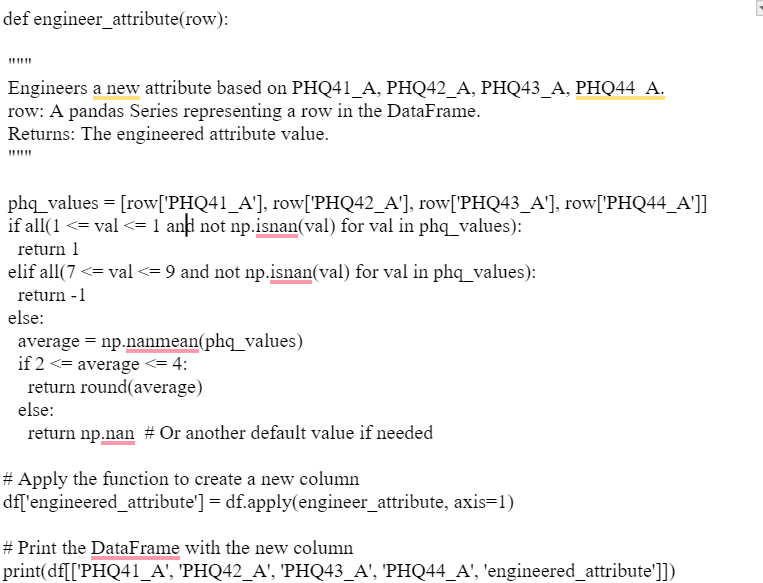 def engineer_attribute(row):
"""
Engineers a new attribute based on PHQ41_A, PHQ42_A, PHQ43_A, PHQ44_A.
row: A pandas Series representing a row in the DataFrame.
Returns: The engineered attribute value.
"""
phq_values = [row['PHQ41_A'], row['PHQ42_A'], row['PHQ43_A'], row['PHQ44_A']]
if all(1 <= val <= 1 and not np.isnan(val) for val in phq_values):
return 1
elif all(7 <= val <= 9 and not np.isnan(val) for val in phq_values):
return -1
else:
average = np.nanmean(phq_values)
if 2 <= average <= 4:
return round(average)
else:
return np.nan # Or another default value if needed
# Apply the function to create a new column
df['engineered_attribute'] = df.apply(engineer_attribute, axis=1)
# Print the DataFrame with the new column
print(df[['PHQ41_A', 'PHQ42_A', 'PHQ43_A', 'PHQ44_A', 'engineered_attribute']])